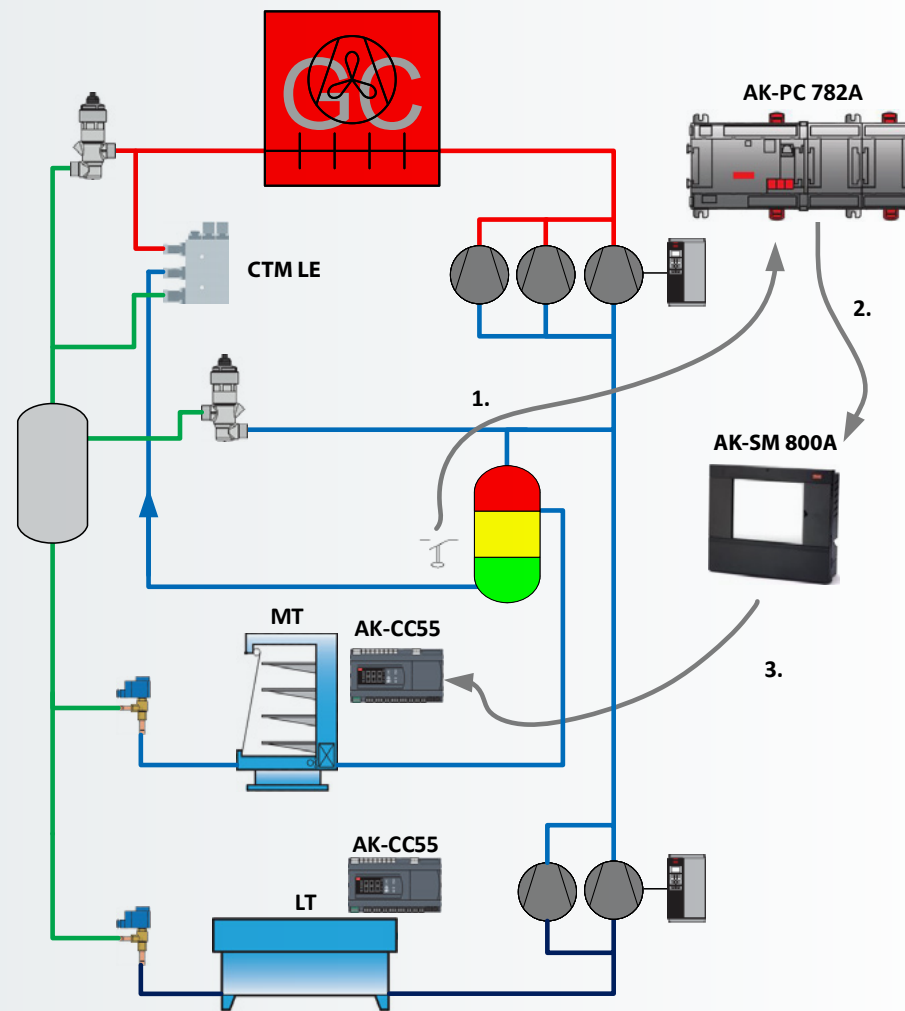 GC
AK-PC 782A
CTM LE
2.
1.
AK-SM 800A
MT
AK-CC55
3.
AK-CC55
LT